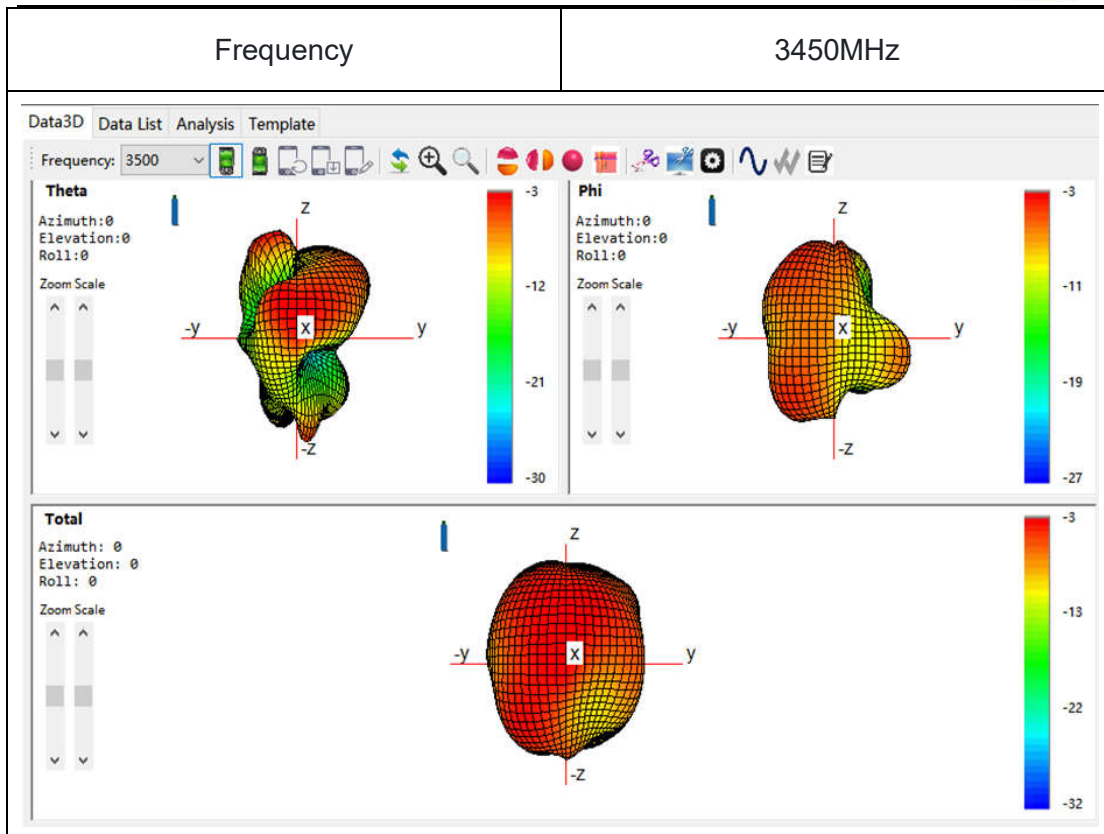 Frequency 3450MHz
Data3D Data List Analysis Template
Frequency: 3500
Theta
Azimuth:0
Elevation:0
Roll:0
Zoom Scale
z
-y
X
y
-z
-3
-12
-21
-30
Phi
Azimuth:0
Elevation:0
Roll:0
Zoom Scale
z
-y
X
y
-z
-3
-11
-19
-27
Total
Azimuth: 0
Elevation: 0
Roll: 0
Zoom Scale
z
-y
X
y
-z
-3
-13
-22
-32